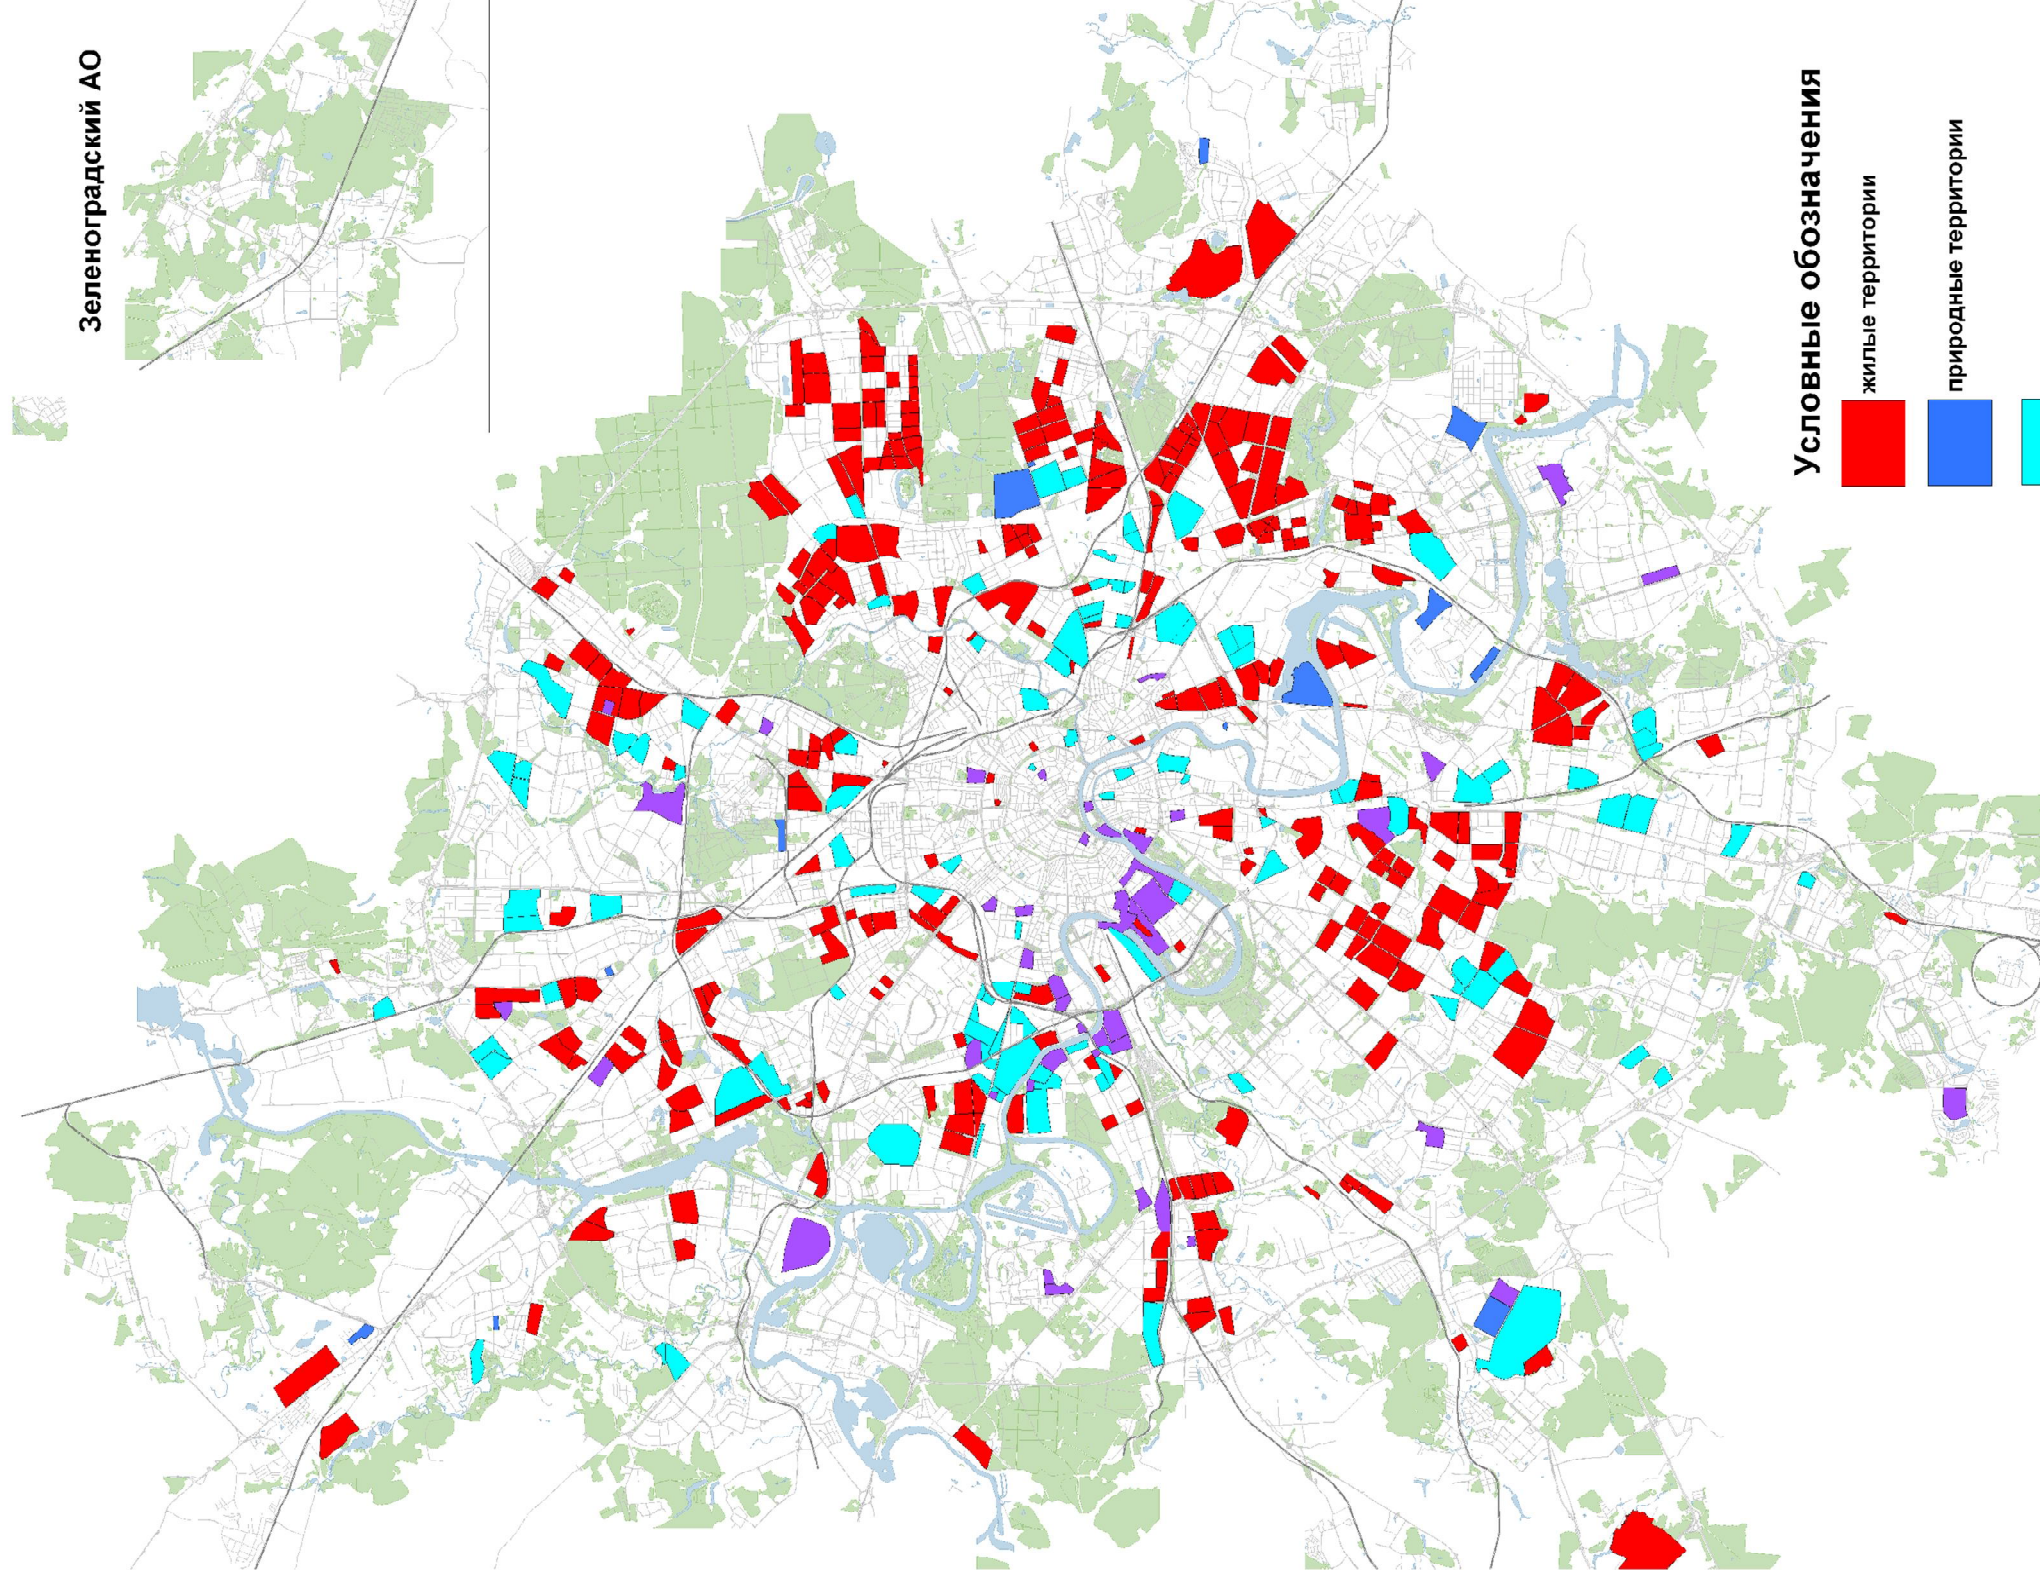 Зеленоградский АО
Условные обозначения
жилые территории
природные территории